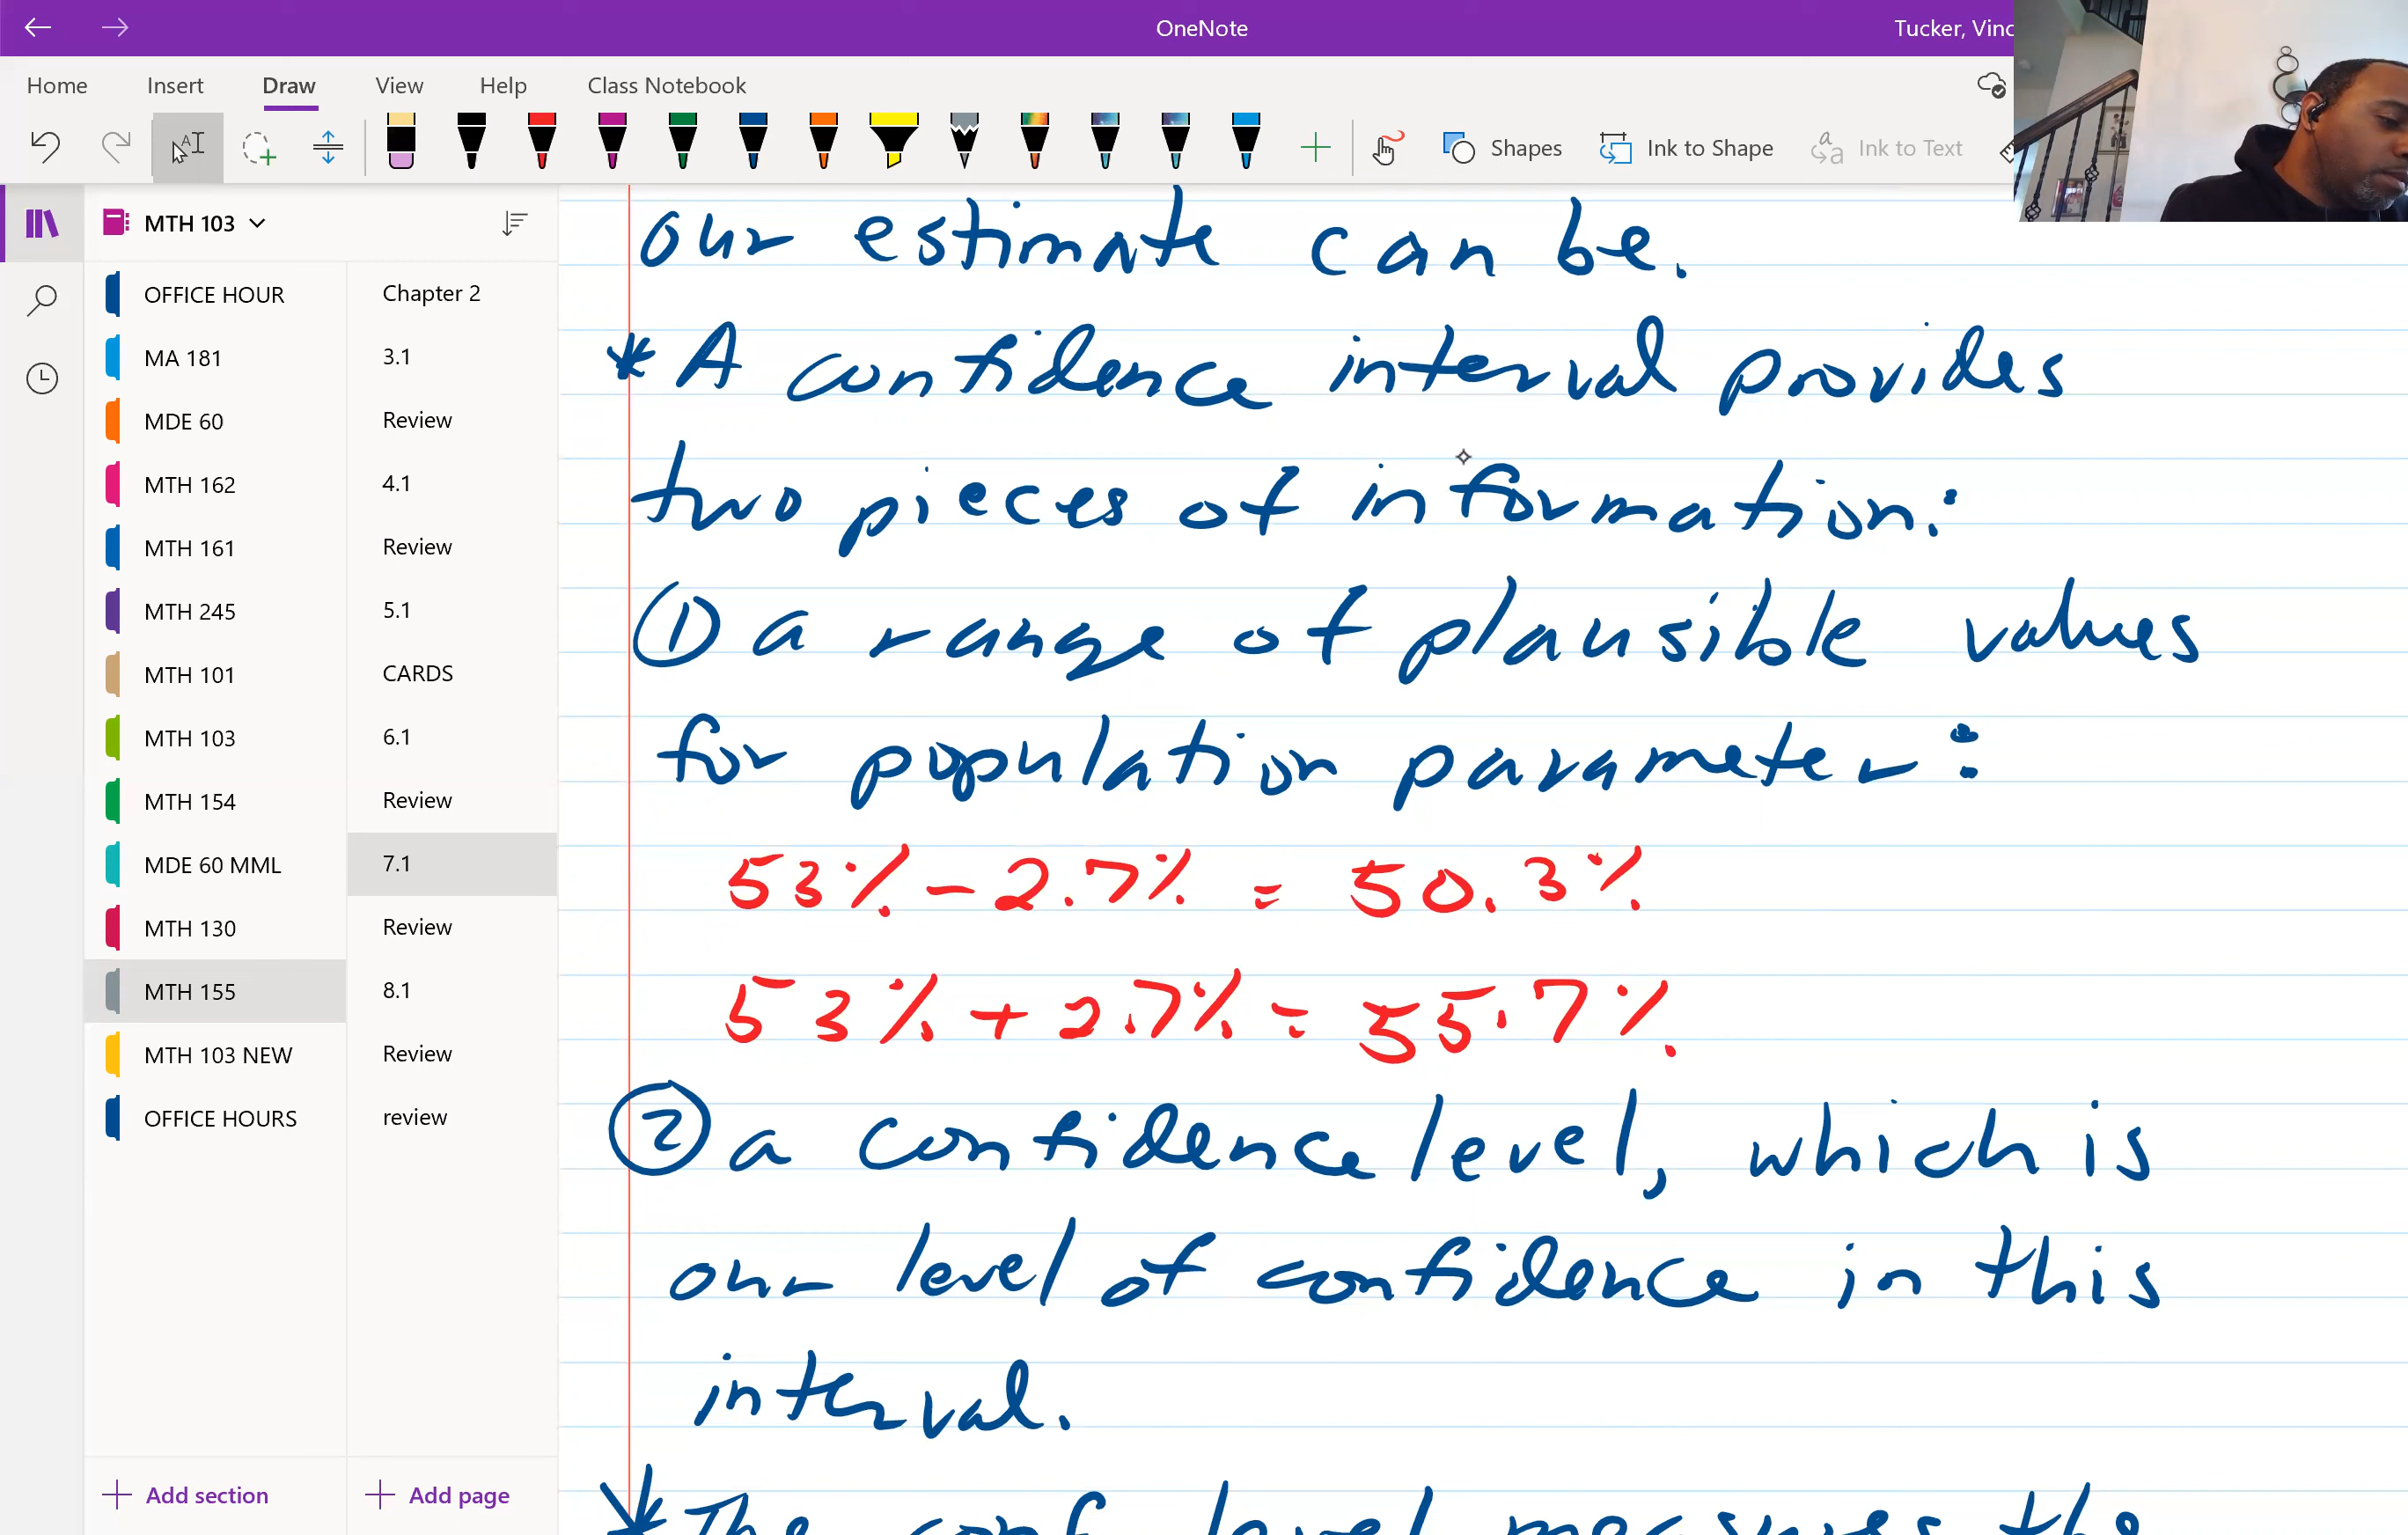 OneNote
Tucker, Vinc
Home Insert Draw View Help Class Notebook
Shapes Ink to Shape Ink to Text
MTH 103
OFFICE HOUR
MA 181
MDE 60
MTH 162
MTH 161
MTH 245
MTH 101
MTH 103
MTH 154
MDE 60 MML
MTH 130
MTH 155
MTH 103 NEW
OFFICE HOURS
Add section
Chapter 2
3.1
Review
4.1
Review
5.1
CARDS
6.1
Review
7.1
Review
8.1
Review
review
Add page
our estimate can be.
* A confidence interval provides
two pieces of information:
① a range of plausible values
for population parameter:
53% - 2.7% = 50.3%
53% + 2.7% = 55.7%
② a confidence level, which is
our level of confidence in this
interval.
* The conf level measures the